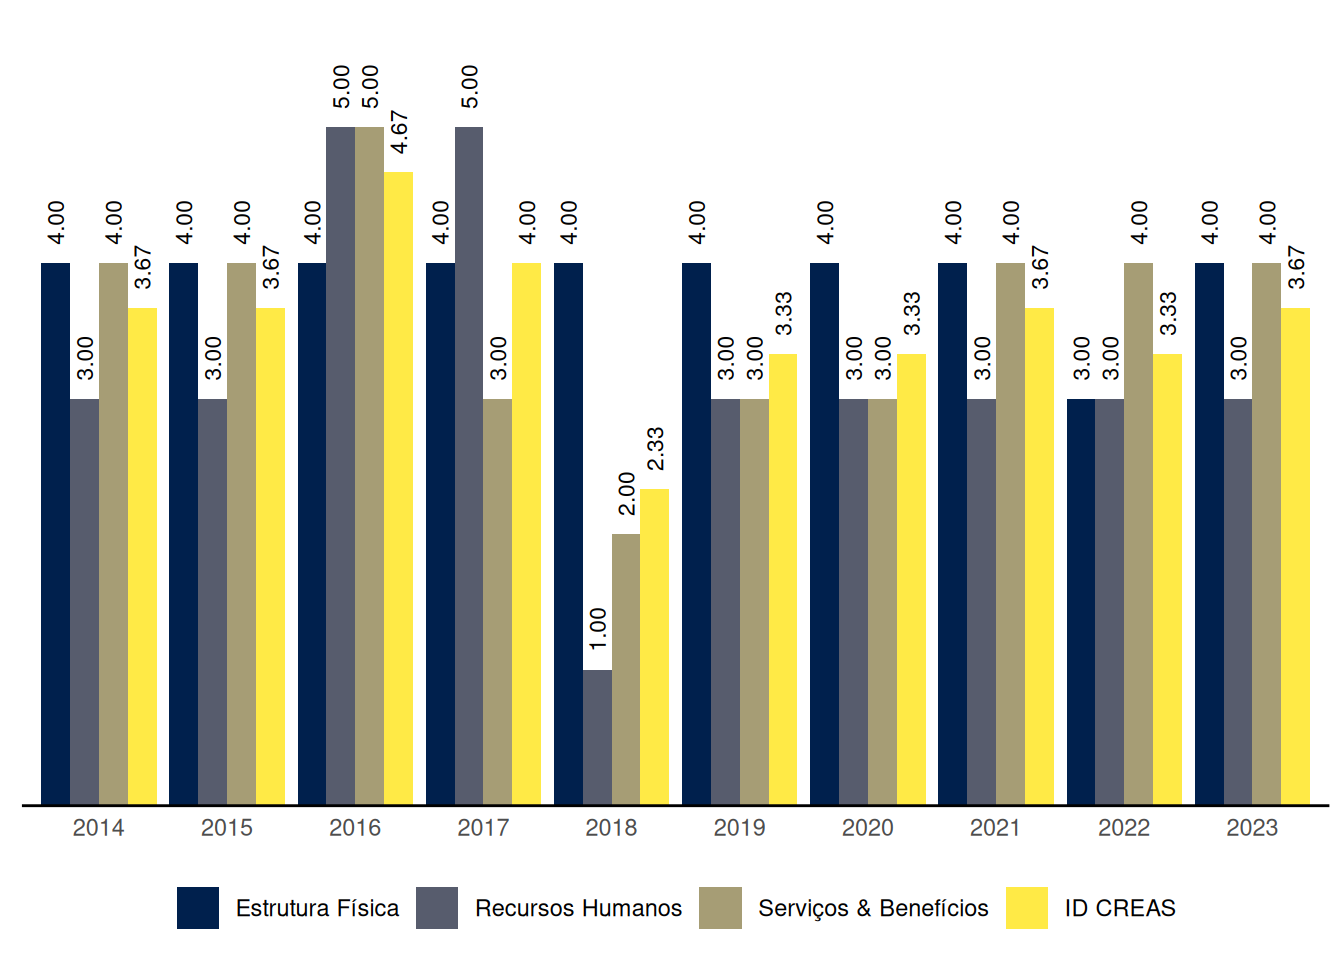 5.00 5.00 5.00
4.67
4.00 4.00 4.00 4.00 4.00 4.00 4.00 4.00 4.00 4.00 4.00 4.00 4.00 4.00 4.00
3.67 3.67 3.67 3.67
3.33 3.33 3.33
3.00 3.00 3.00 3.00 3.00 3.00 3.00 3.00 3.00 3.00 3.00
2.33
2.00
1.00
2014 2015 2016 2017 2018 2019 2020 2021 2022 2023
Estrutura Física Recursos Humanos Serviços & Benefícios ID CREAS